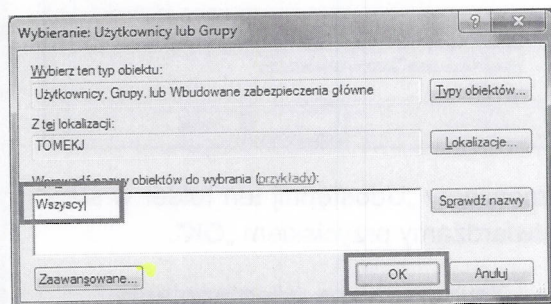 Wybieranie: Użytkownicy lub Grupy
Wybierz ten typ obiektu:
Użytkownicy, Grupy, lub Wbudowane zabezpieczenia główne
Typy obiektów...
Z tej lokalizacji:
TOMEKJ
Lokalizacje...
Wprowadź nazwy obiektów do wybrania (przykłady):
Wszyscy
Sprawdź nazwy
Zaawansowane...
OK
Anuluj